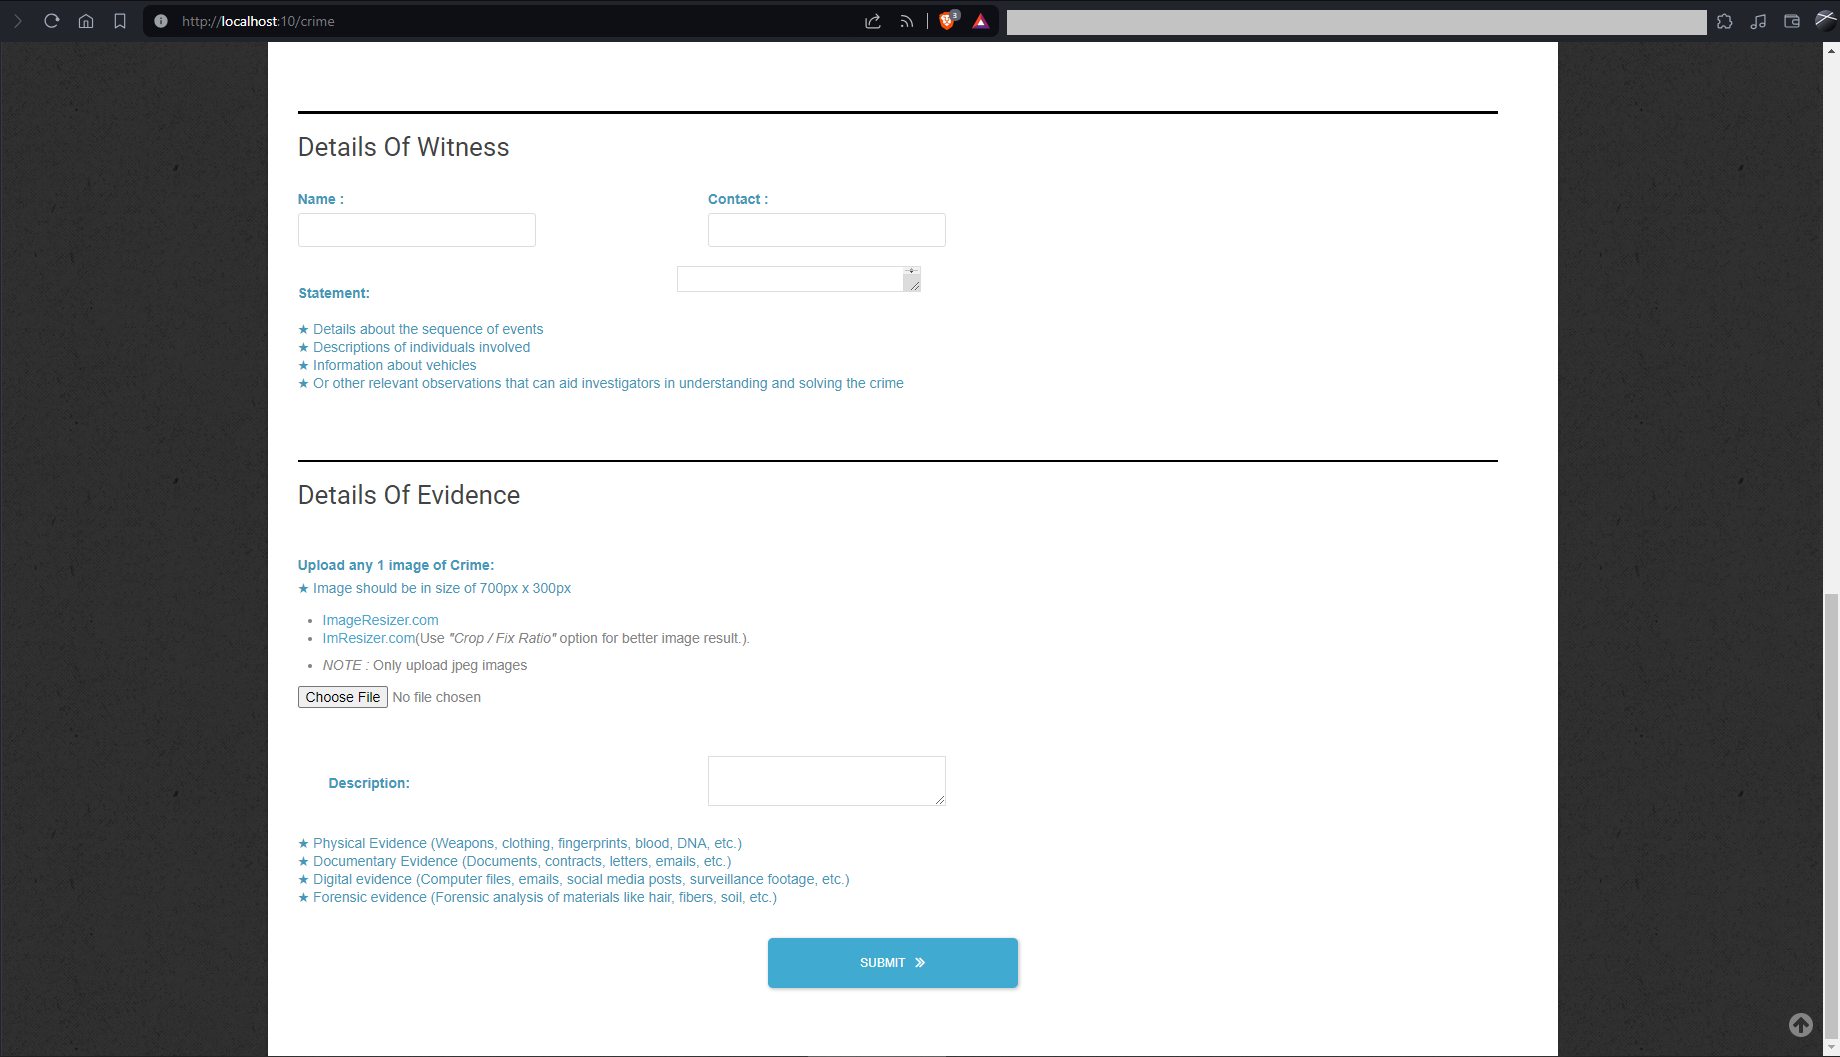 http://localhost:10/crime
3
Details Of Witness
Name :
Contact :
Statement:
★ Details about the sequence of events
★ Descriptions of individuals involved
★ Information about vehicles
★ Or other relevant observations that can aid investigators in understanding and solving the crime
Details Of Evidence
Upload any 1 image of Crime:
★ Image should be in size of 700px x 300px
• ImageResizer.com
• ImResizer.com(Use "Crop / Fix Ratio" option for better image result.).
• NOTE : Only upload jpeg images
Choose File No file chosen
Description:
★ Physical Evidence (Weapons, clothing, fingerprints, blood, DNA, etc.)
★ Documentary Evidence (Documents, contracts, letters, emails, etc.)
★ Digital evidence (Computer files, emails, social media posts, surveillance footage, etc.)
★ Forensic evidence (Forensic analysis of materials like hair, fibers, soil, etc.)
SUBMIT »